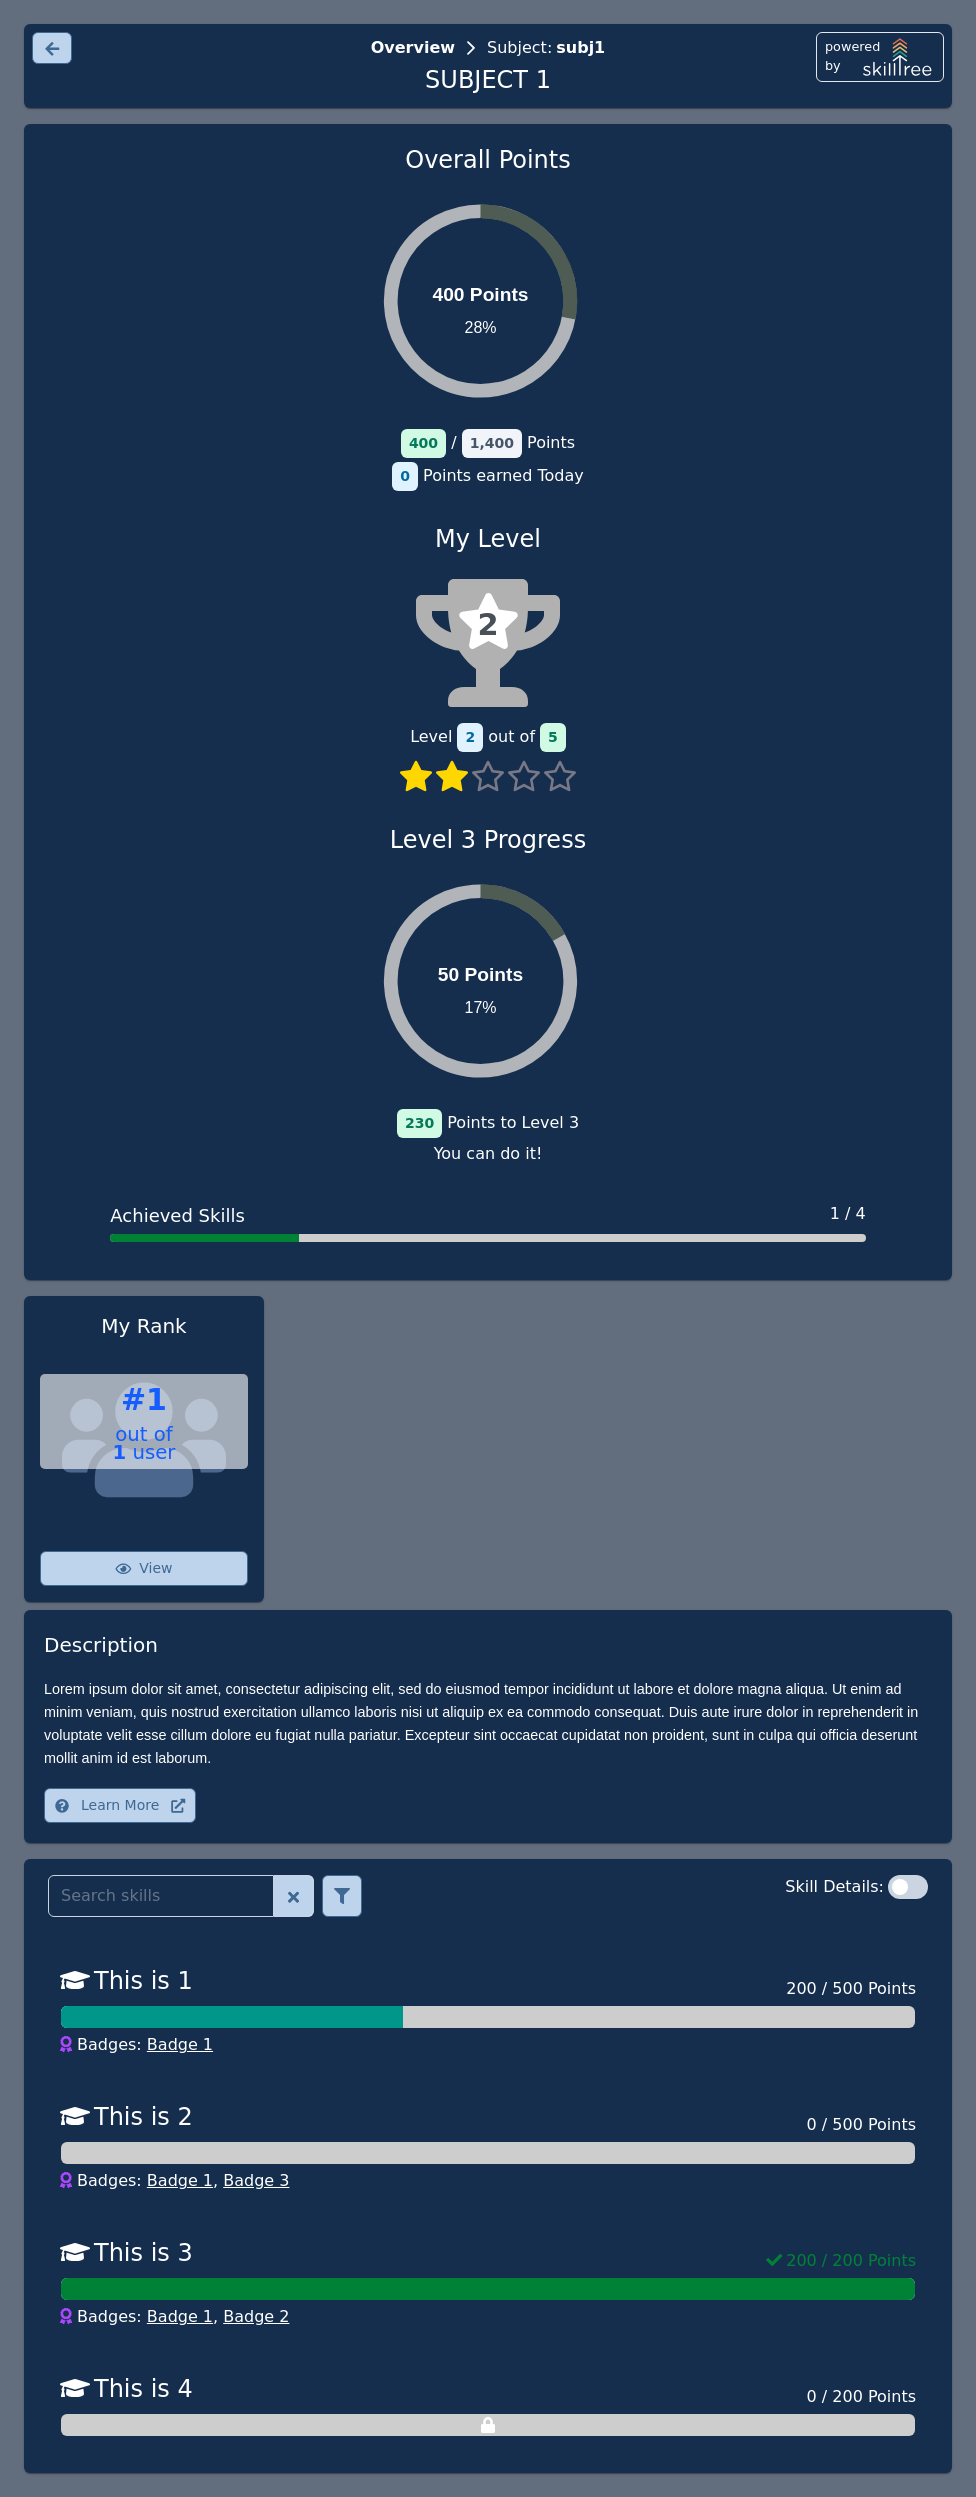 Overview > Subject: subj1
SUBJECT 1
powered by skilltree
Overall Points
400 Points
28%
400 / 1,400 Points
0 Points earned Today
My Level
2
Level 2 out of 5
Level 3 Progress
50 Points
17%
230 Points to Level 3
You can do it!
Achieved Skills 1 / 4
My Rank
#1
out of
1 user
View
Description
Lorem ipsum dolor sit amet, consectetur adipiscing elit, sed do eiusmod tempor incididunt ut labore et dolore magna aliqua. Ut enim ad
minim veniam, quis nostrud exercitation ullamco laboris nisi ut aliquip ex ea commodo consequat. Duis aute irure dolor in reprehenderit in
voluptate velit esse cillum dolore eu fugiat nulla pariatur. Excepteur sint occaecat cupidatat non proident, sunt in culpa qui officia deserunt
mollit anim id est laborum.
Learn More
Search skills
Skill Details:
This is 1
200 / 500 Points
Badges: Badge 1
This is 2
0 / 500 Points
Badges: Badge 1, Badge 3
This is 3
200 / 200 Points
Badges: Badge 1, Badge 2
This is 4
0 / 200 Points